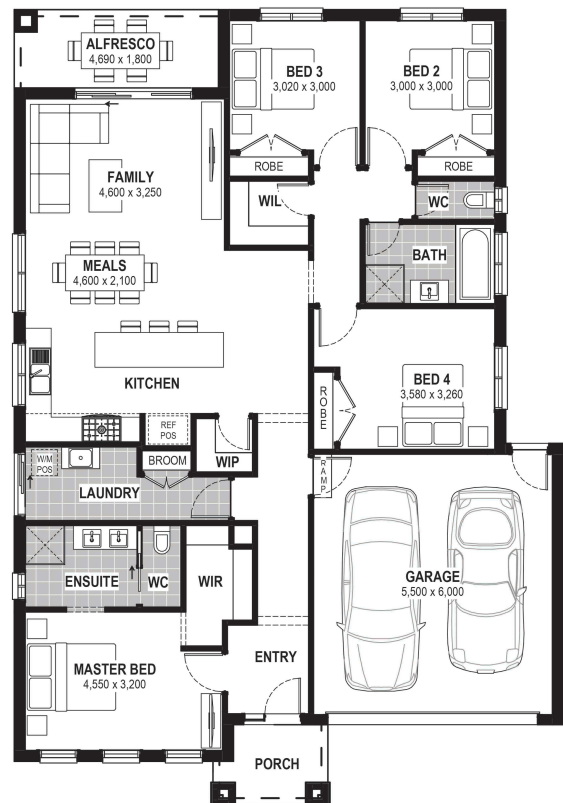 ALFRESCO
4,690 x 1,800
BED 3
3,020 x 3,000
BED 2
3,000 x 3,000
ROBE
ROBE
FAMILY
4,600 x 3,250
WIL
WC
BATH
MEALS
4,600 x 2,100
KITCHEN
BED 4
3,580 x 3,260
ROBE
REF
POS
WIP
BROOM
W/M
POS
LAUNDRY
RAMP
ENSUITE
WC
WIR
GARAGE
5,500 x 6,000
MASTER BED
4,550 x 3,200
ENTRY
PORCH